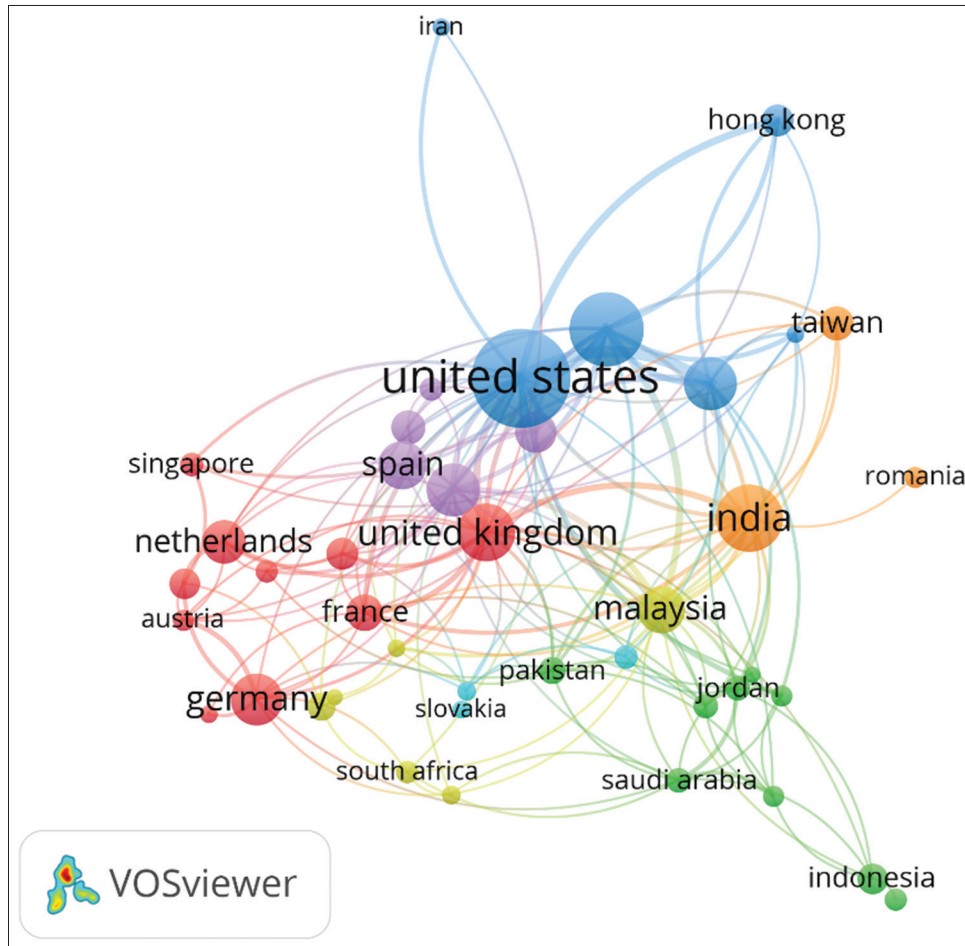 iran
hong kong
taiwan
united states
singapore
spain
romania
netherlands
united kingdom
india
austria
france
malaysia
pakistan
germany
jordan
slovakia
south africa
saudi arabia
indonesia
VOSviewer